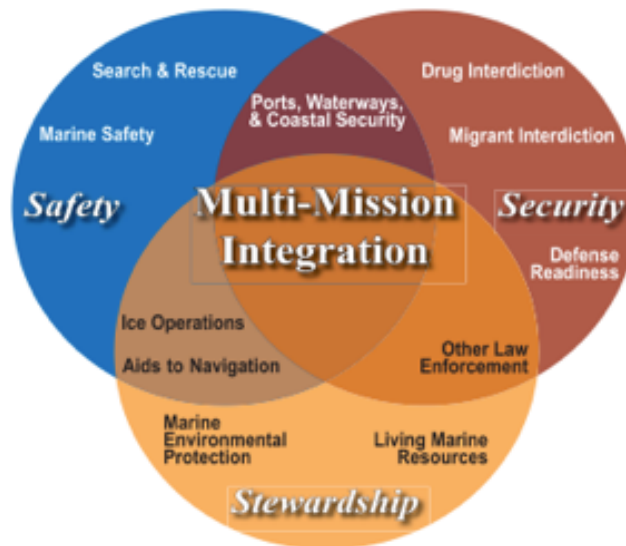 Search & Rescue
Drug Interdiction
Ports, Waterways,
& Coastal Security
Marine Safety
Migrant Interdiction
Safety
Multi-Mission
Integration
Security
Defense
Readiness
Ice Operations
Aids to Navigation
Other Law
Enforcement
Marine
Environmental
Protection
Living Marine
Resources
Stewardship